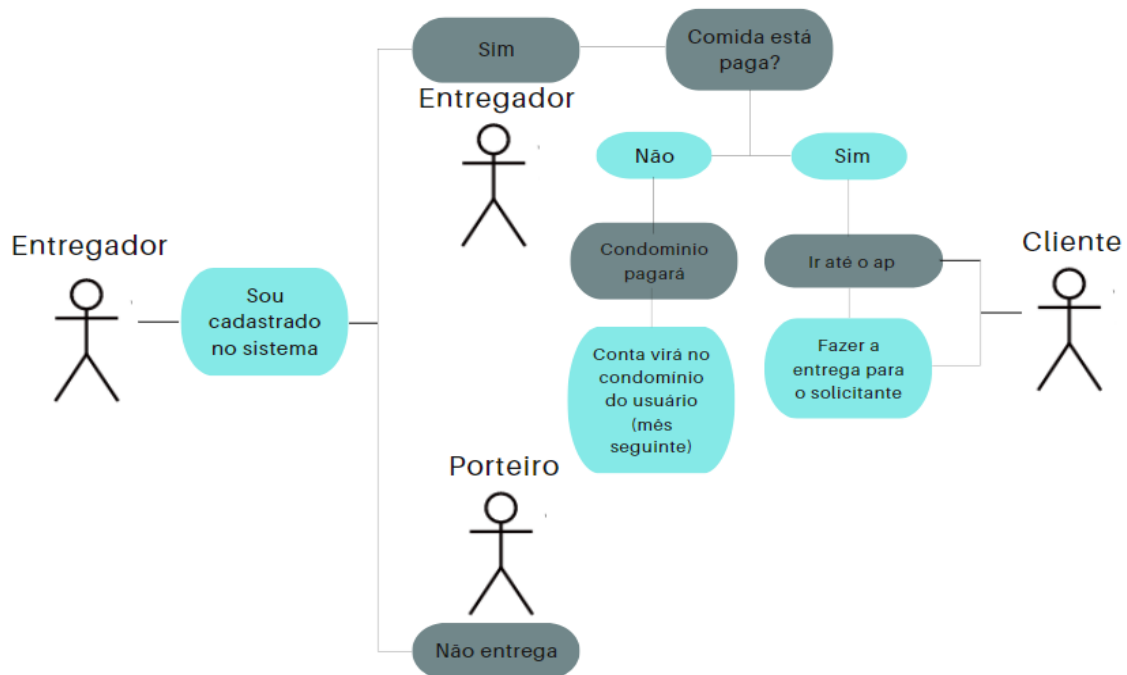 Entregador
Sou
cadastrado
no sistema
Sim
Entregador
Comida está
paga?
Não
Sim
Condomínio
pagará
Ir até o ap
Conta virá no
condomínio
do usuário
(mês
seguinte)
Fazer a
entrega para
o solicitante
Cliente
Porteiro
Não entrega